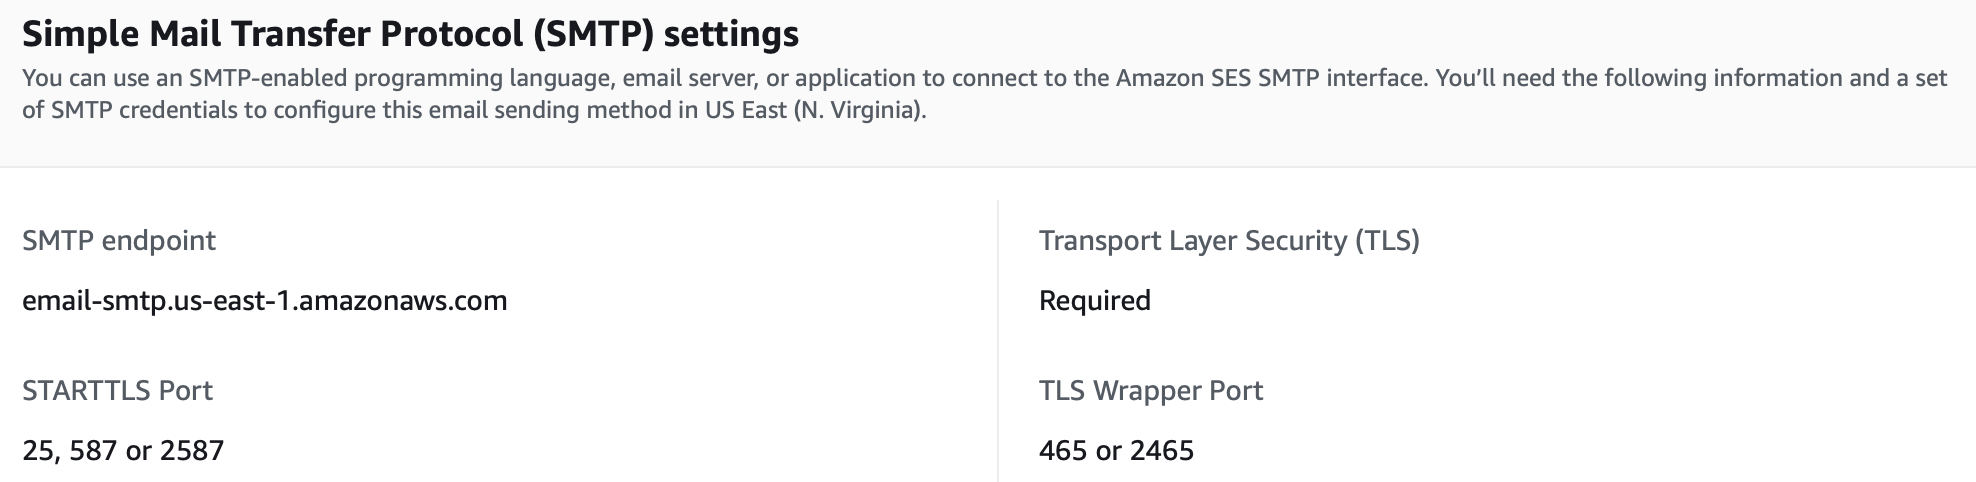 Simple Mail Transfer Protocol (SMTP) settings
You can use an SMTP-enabled programming language, email server, or application to connect to the Amazon SES SMTP interface. You’ll need the following information and a set
of SMTP credentials to configure this email sending method in US East (N. Virginia).
SMTP endpoint
email-smtp.us-east-1.amazonaws.com
Transport Layer Security (TLS)
Required
STARTTLS Port
25, 587 or 2587
TLS Wrapper Port
465 or 2465